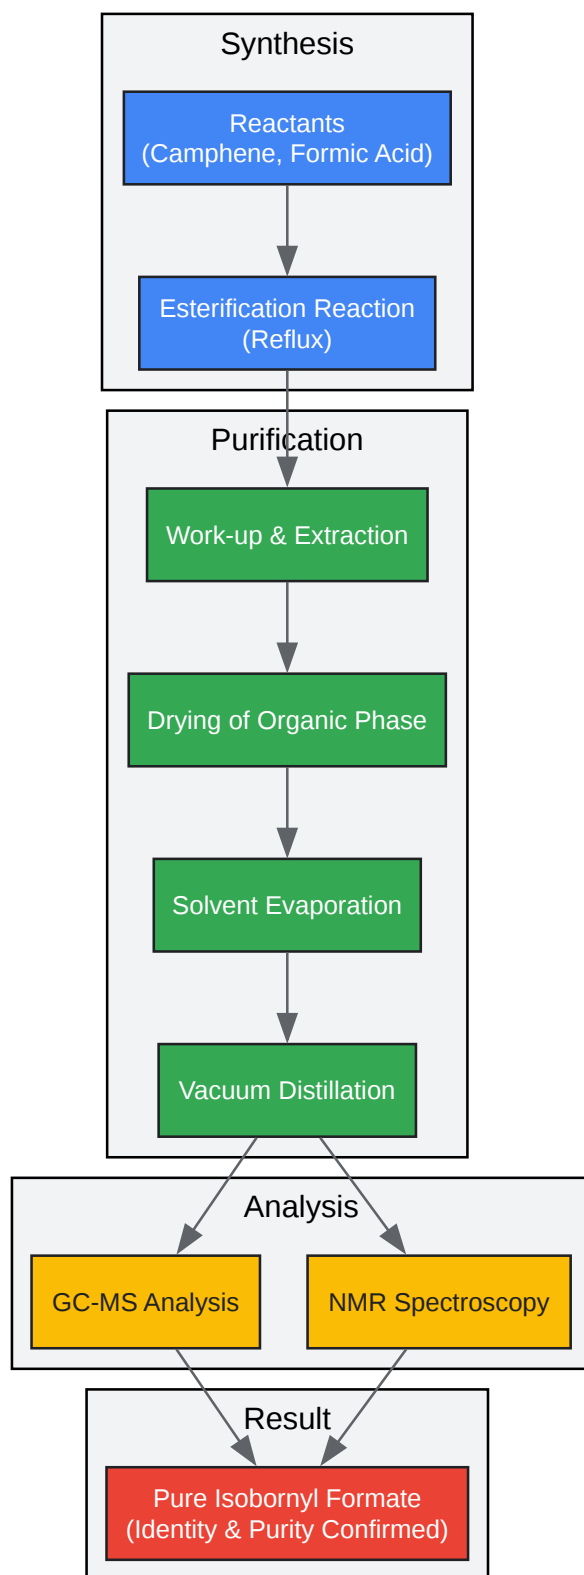 Synthesis
Reactants
(Camphene, Formic Acid)
Esterification Reaction
(Reflux)
Purification
Work-up & Extraction
Drying of Organic Phase
Solvent Evaporation
Vacuum Distillation
Analysis
GC-MS Analysis
NMR Spectroscopy
Result
Pure Isobornyl Formate
(Identity & Purity Confirmed)